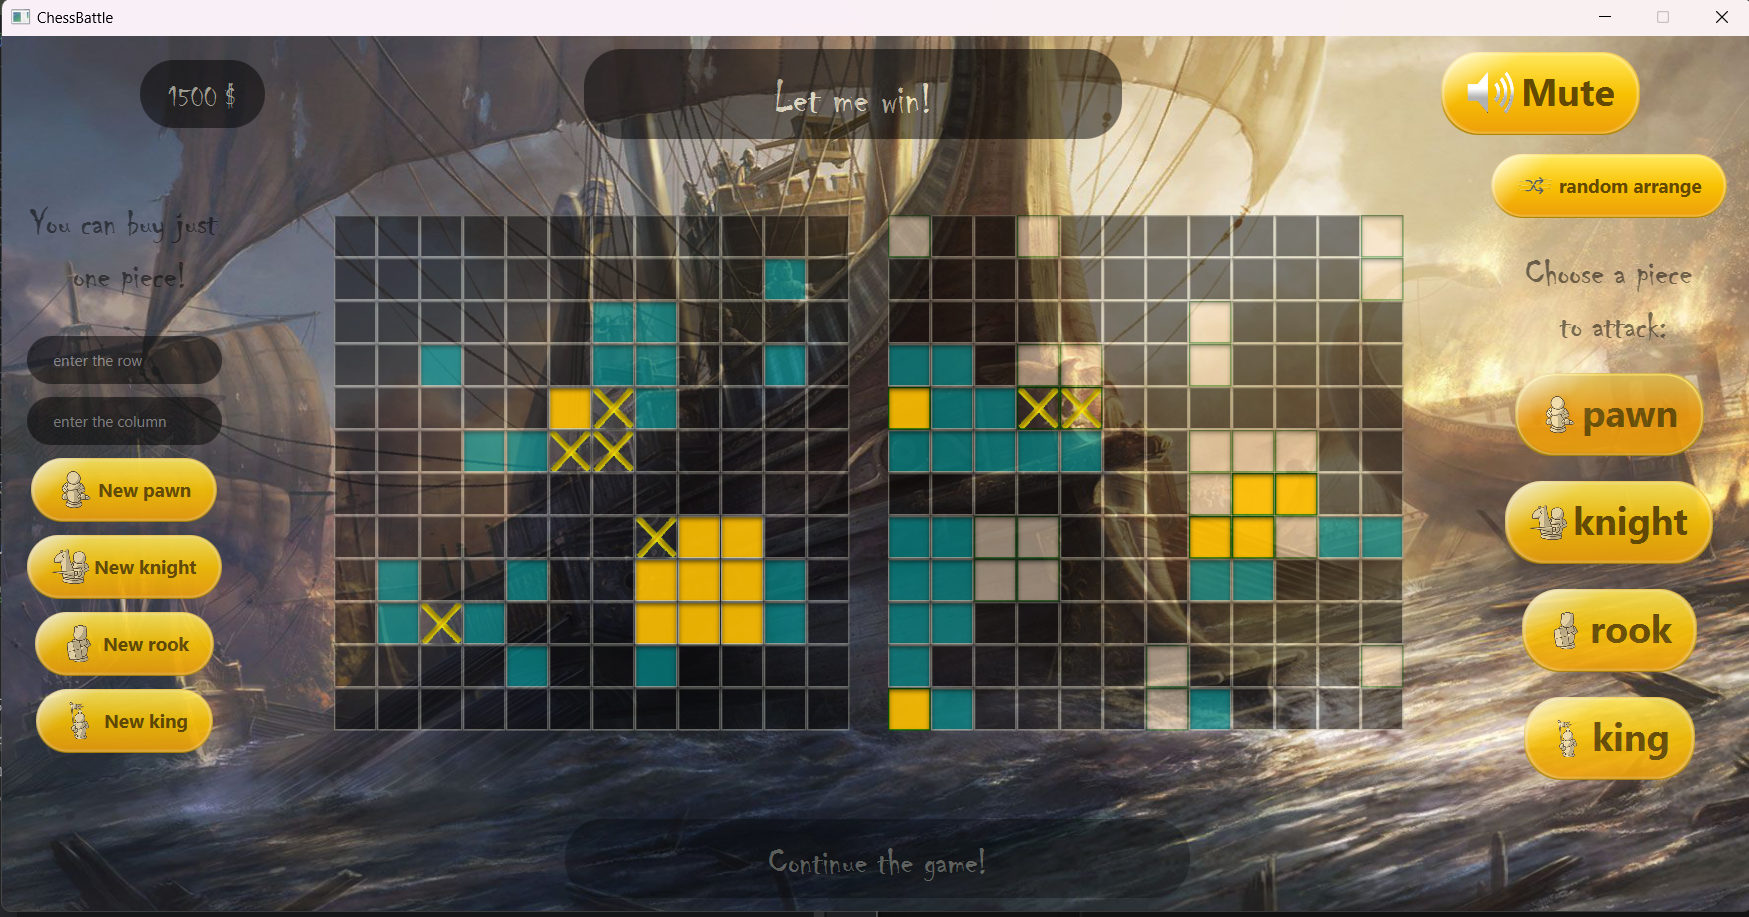 ChessBattle
1500 $
Let me win!
Mute
random arrange
You can buy just
one piece!
enter the row
enter the column
New pawn
New knight
New rook
New king
Choose a piece
to attack:
pawn
knight
rook
king
Continue the game!